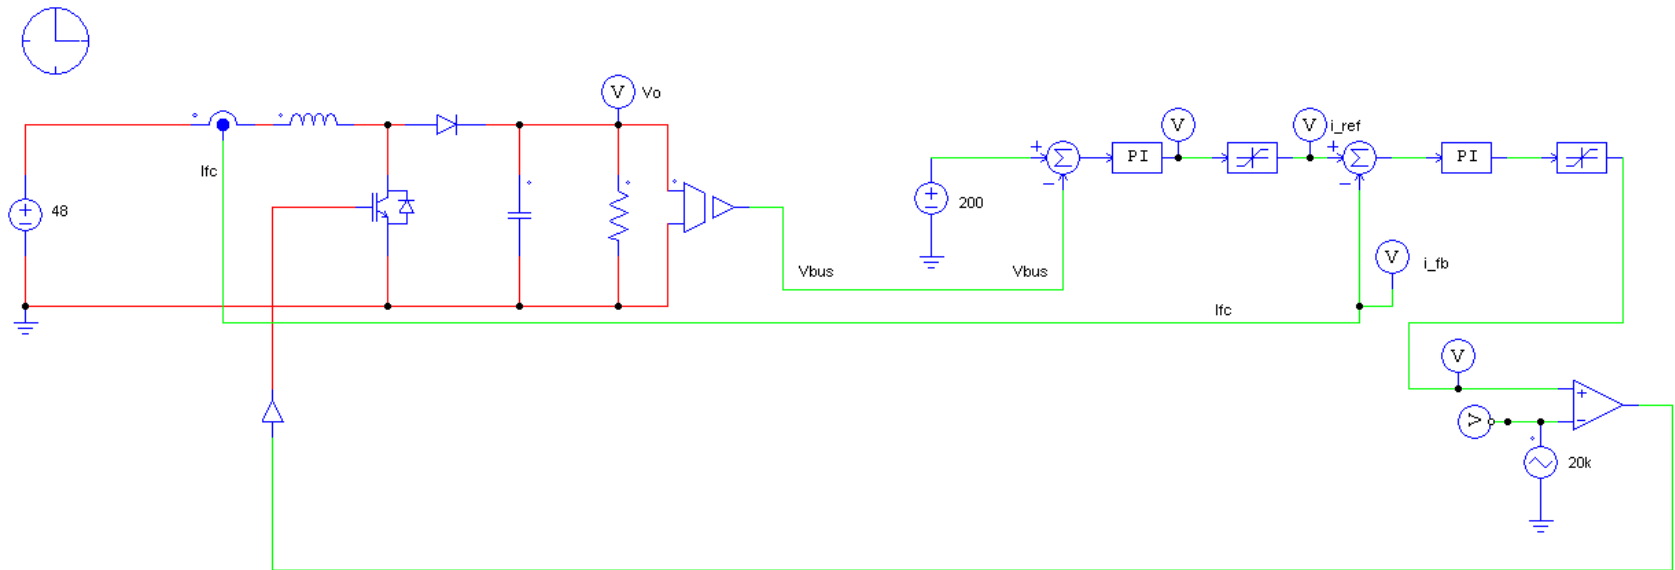 V Vo
Ifc
48
Vbus
200
Vbus
PI
V
V i_ref
PI
V i_fb
Ifc
V
V
20k